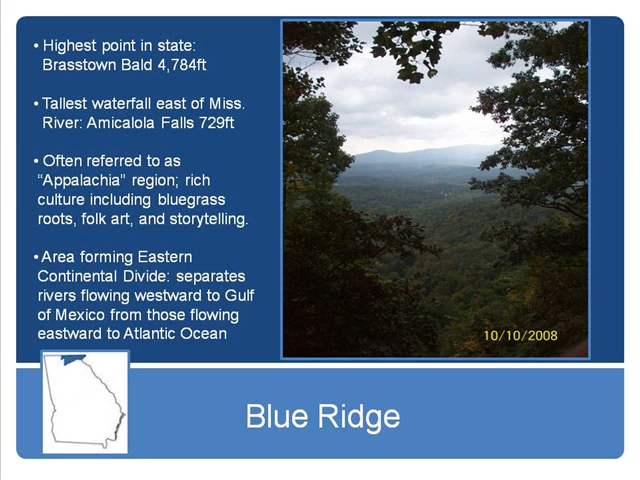 • Highest point in state:
Brasstown Bald 4,784ft
• Tallest waterfall east of Miss.
River: Amicalola Falls 729ft
• Often referred to as
“Appalachia” region; rich
culture including bluegrass
roots, folk art, and storytelling.
• Area forming Eastern
Continental Divide: separates
rivers flowing westward to Gulf
of Mexico from those flowing
eastward to Atlantic Ocean
10/10/2008
Blue Ridge